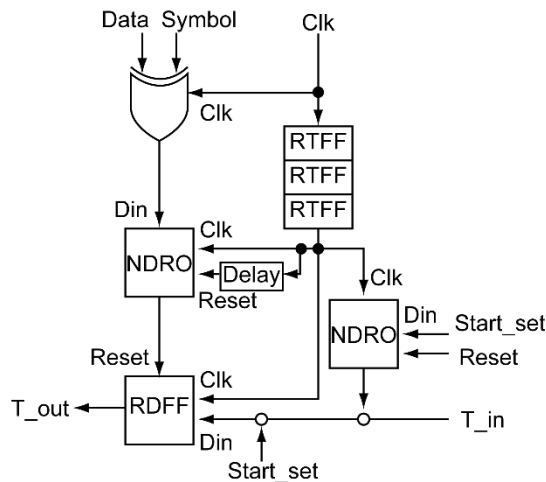 Data Symbol
Clk
Clk
RTFF
RTFF
RTFF
Din
Clk
NDRO
Delay
Reset
Clk
NDRO
Din
Start_set
Reset
Reset
Clk
T_out
RDFF
T_in
Din
Start_set